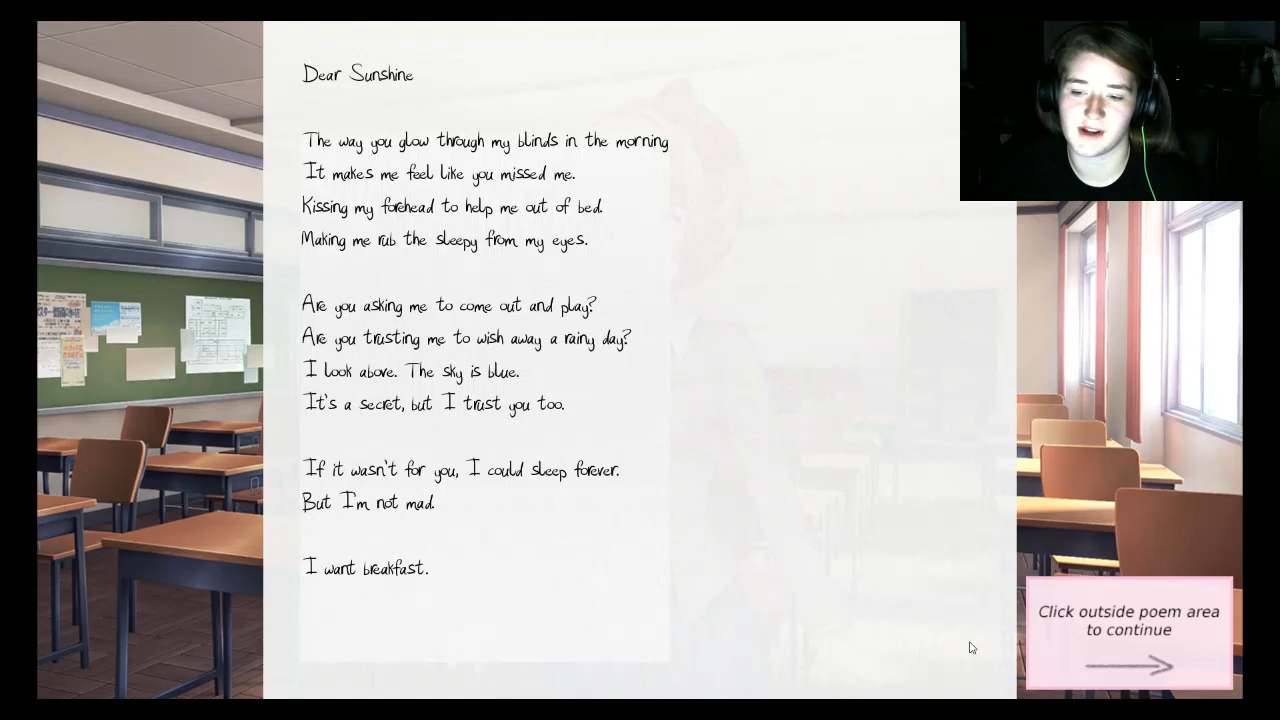 Dear Sunshine
The way you glow through my blinds in the morning
It makes me feel like you missed me.
Kissing my forehead to help me out of bed.
Making me rub the sleepy from my eyes.
Are you asking me to come out and play?
Are you trusting me to wish away a rainy day?
I look above. The sky is blue.
It's a secret, but I trust you too.
If it wasn't for you, I could sleep forever.
But I'm not mad.
I want breakfast.
Click outside poem area
to continue